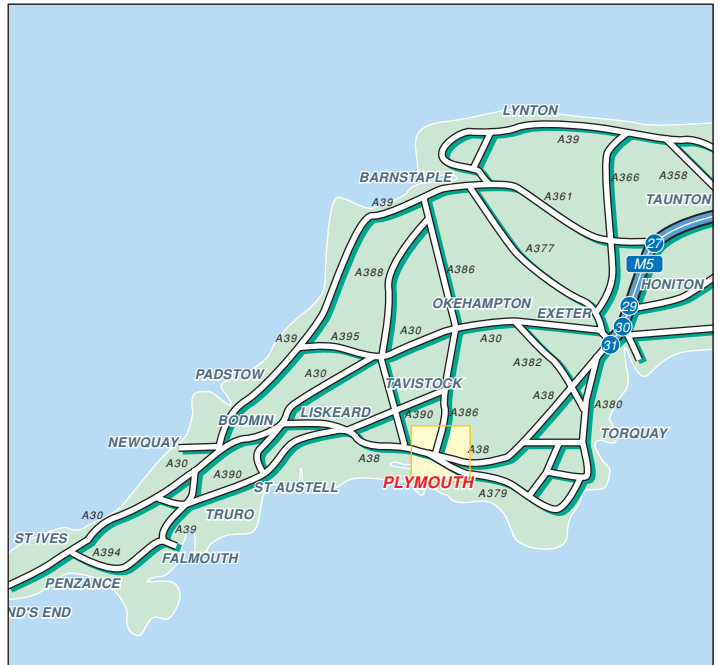 LYNTON
A39
A366
A358
BARNSTAPLE
TAUNTON
A39
A361
27
A377
M5
A388
A386
HONITON
OKEHAMPTON
EXETER
29
30
A39
A395
A30
A30
31
A382
PADSTOW
A30
TAVISTOCK
A38
A380
BODMIN
LISKEARD
A390
A386
NEWQUAY
TORQUAY
A30
A38
A38
A390
ST AUSTELL
PLYMOUTH
A379
A30
TRURO
A39
ST IVES
A394
FALMOUTH
PENZANCE
ND'S END